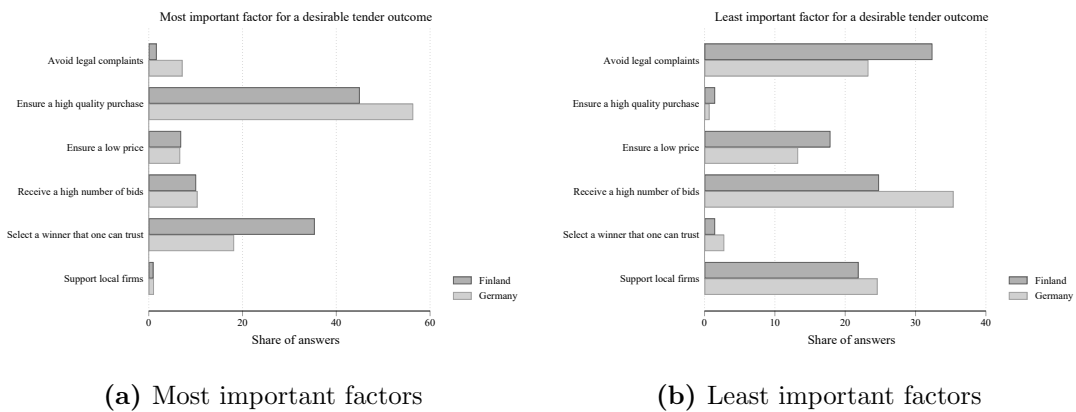 Most important factor for a desirable tender outcome
Avoid legal complaints
Ensure a high quality purchase
Ensure a low price
Receive a high number of bids
Select a winner that one can trust
Support local firms
Finland
Germany
0 20 40 60
Share of answers
(a) Most important factors
Least important factor for a desirable tender outcome
Avoid legal complaints
Ensure a high quality purchase
Ensure a low price
Receive a high number of bids
Select a winner that one can trust
Support local firms
Finland
Germany
0 10 20 30 40
Share of answers
(b) Least important factors